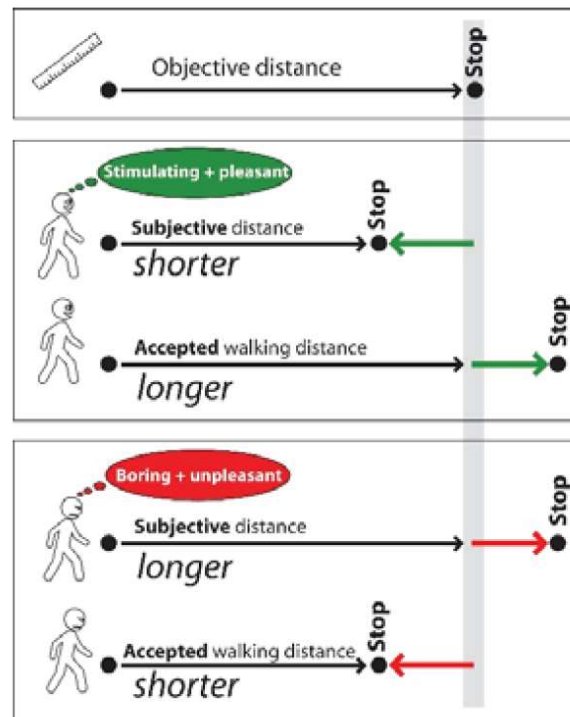 Objective distance
Stop
Stimulating + pleasant
Subjective distance
shorter
Stop
Accepted walking distance
longer
Stop
Boring + unpleasant
Subjective distance
longer
Stop
Accepted walking distance
shorter
Stop